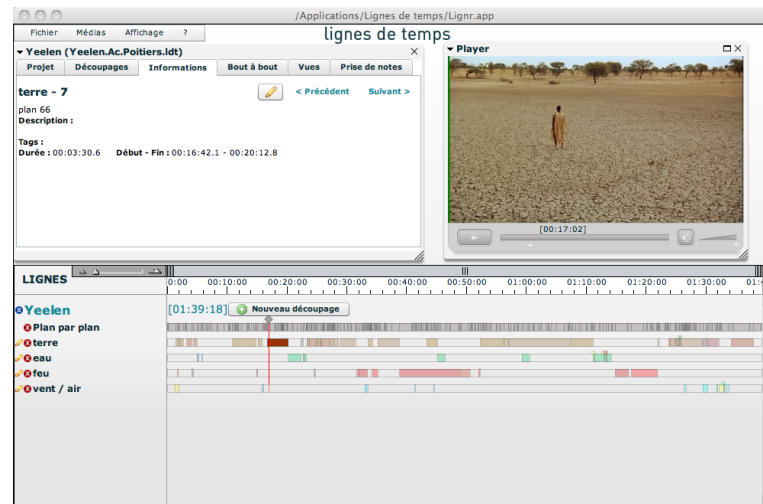 /Applications/Lignes de temps/Lignr.app
Fichier Médias Affichage ?
lignes de temps
Yeelen (Yeelen.Ac.Poitiers.ldt)
Projet Découpages Informations Bout à bout Vues Prise de notes
terre - 7
< Précédent Suivant >
plan 66
Description :
Tags :
Durée : 00:03:30.6 Début - Fin : 00:16:42.1 - 00:20:12.8
Player
[00:17:02]
LIGNES
0:00 00:10:00 00:20:00 00:30:00 00:40:00 00:50:00 01:00:00 01:10:00 01:20:00 01:30:00 01:
Yeelen
[01:39:18] Nouveau découpage
Plan par plan
terre
eau
feu
vent / air